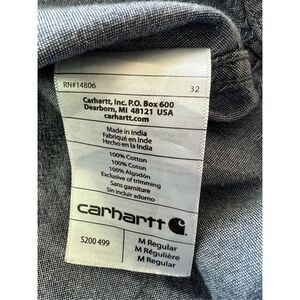 RN#14806 32
Carhartt, Inc. P.O. Box 600
Dearborn, MI 48121 USA
carhartt.com
Made in India
Fabriqué en Inde
Hecho en la India
100% Cotton
100% Cotton
100% Algodón
Exclusive of trimming
Sans garniture
Sin incluir adorno
carhartt
S200 499
M Regular
M Régulière
M Regular